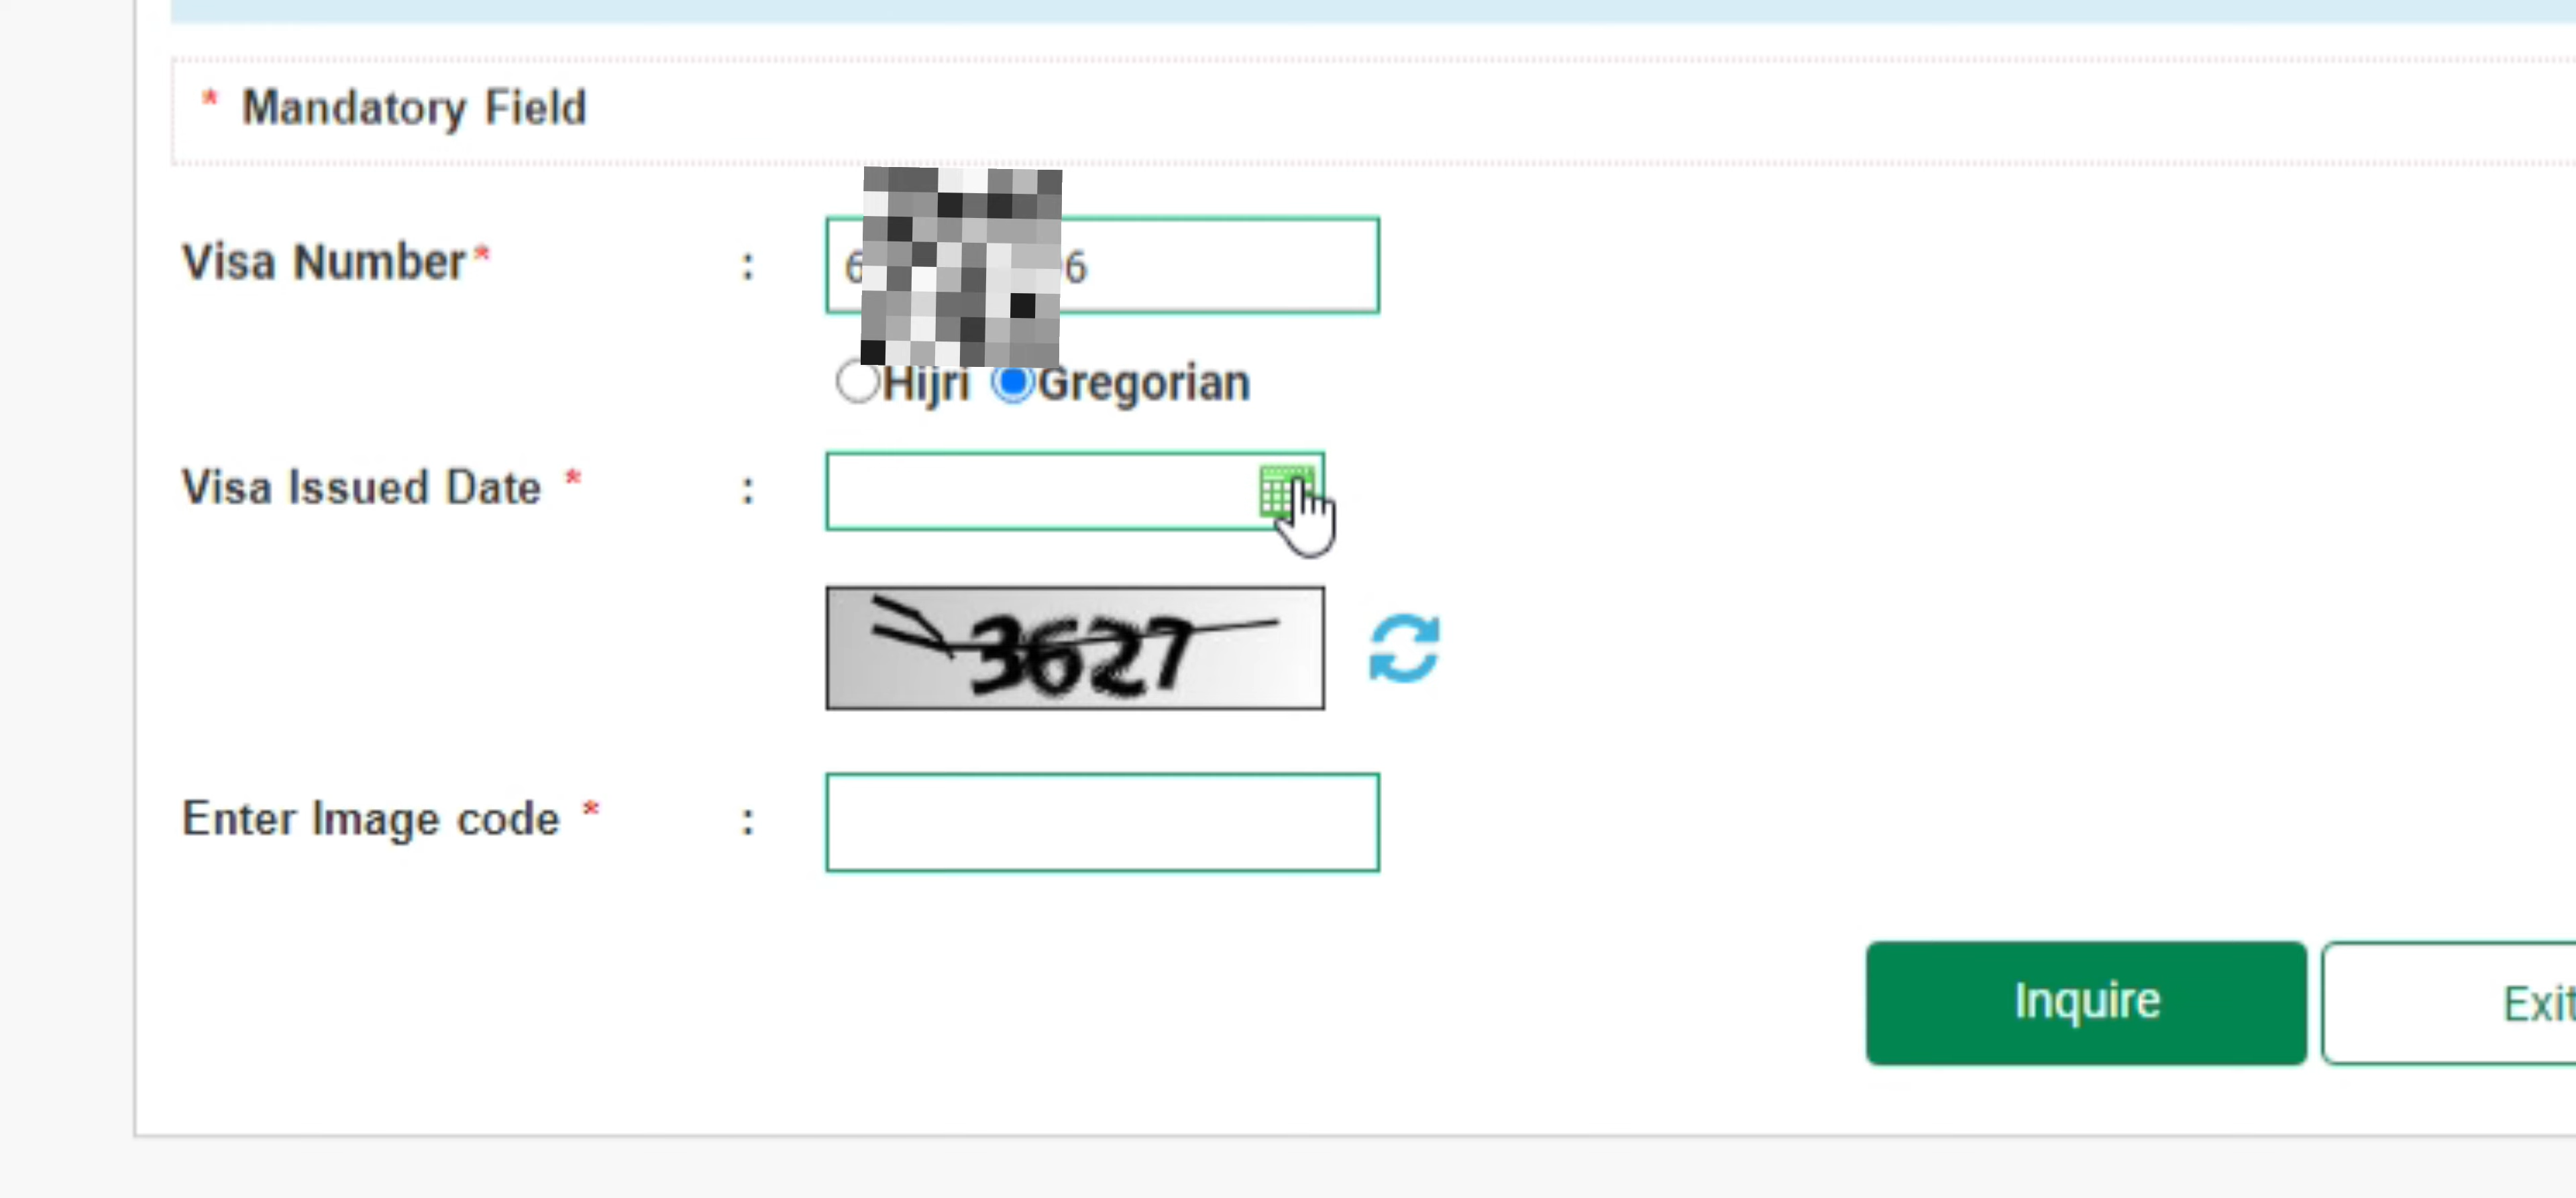 * Mandatory Field
Visa Number* :
Hijri Gregorian
Visa Issued Date * :
3627
Enter Image code * :
Inquire Exit